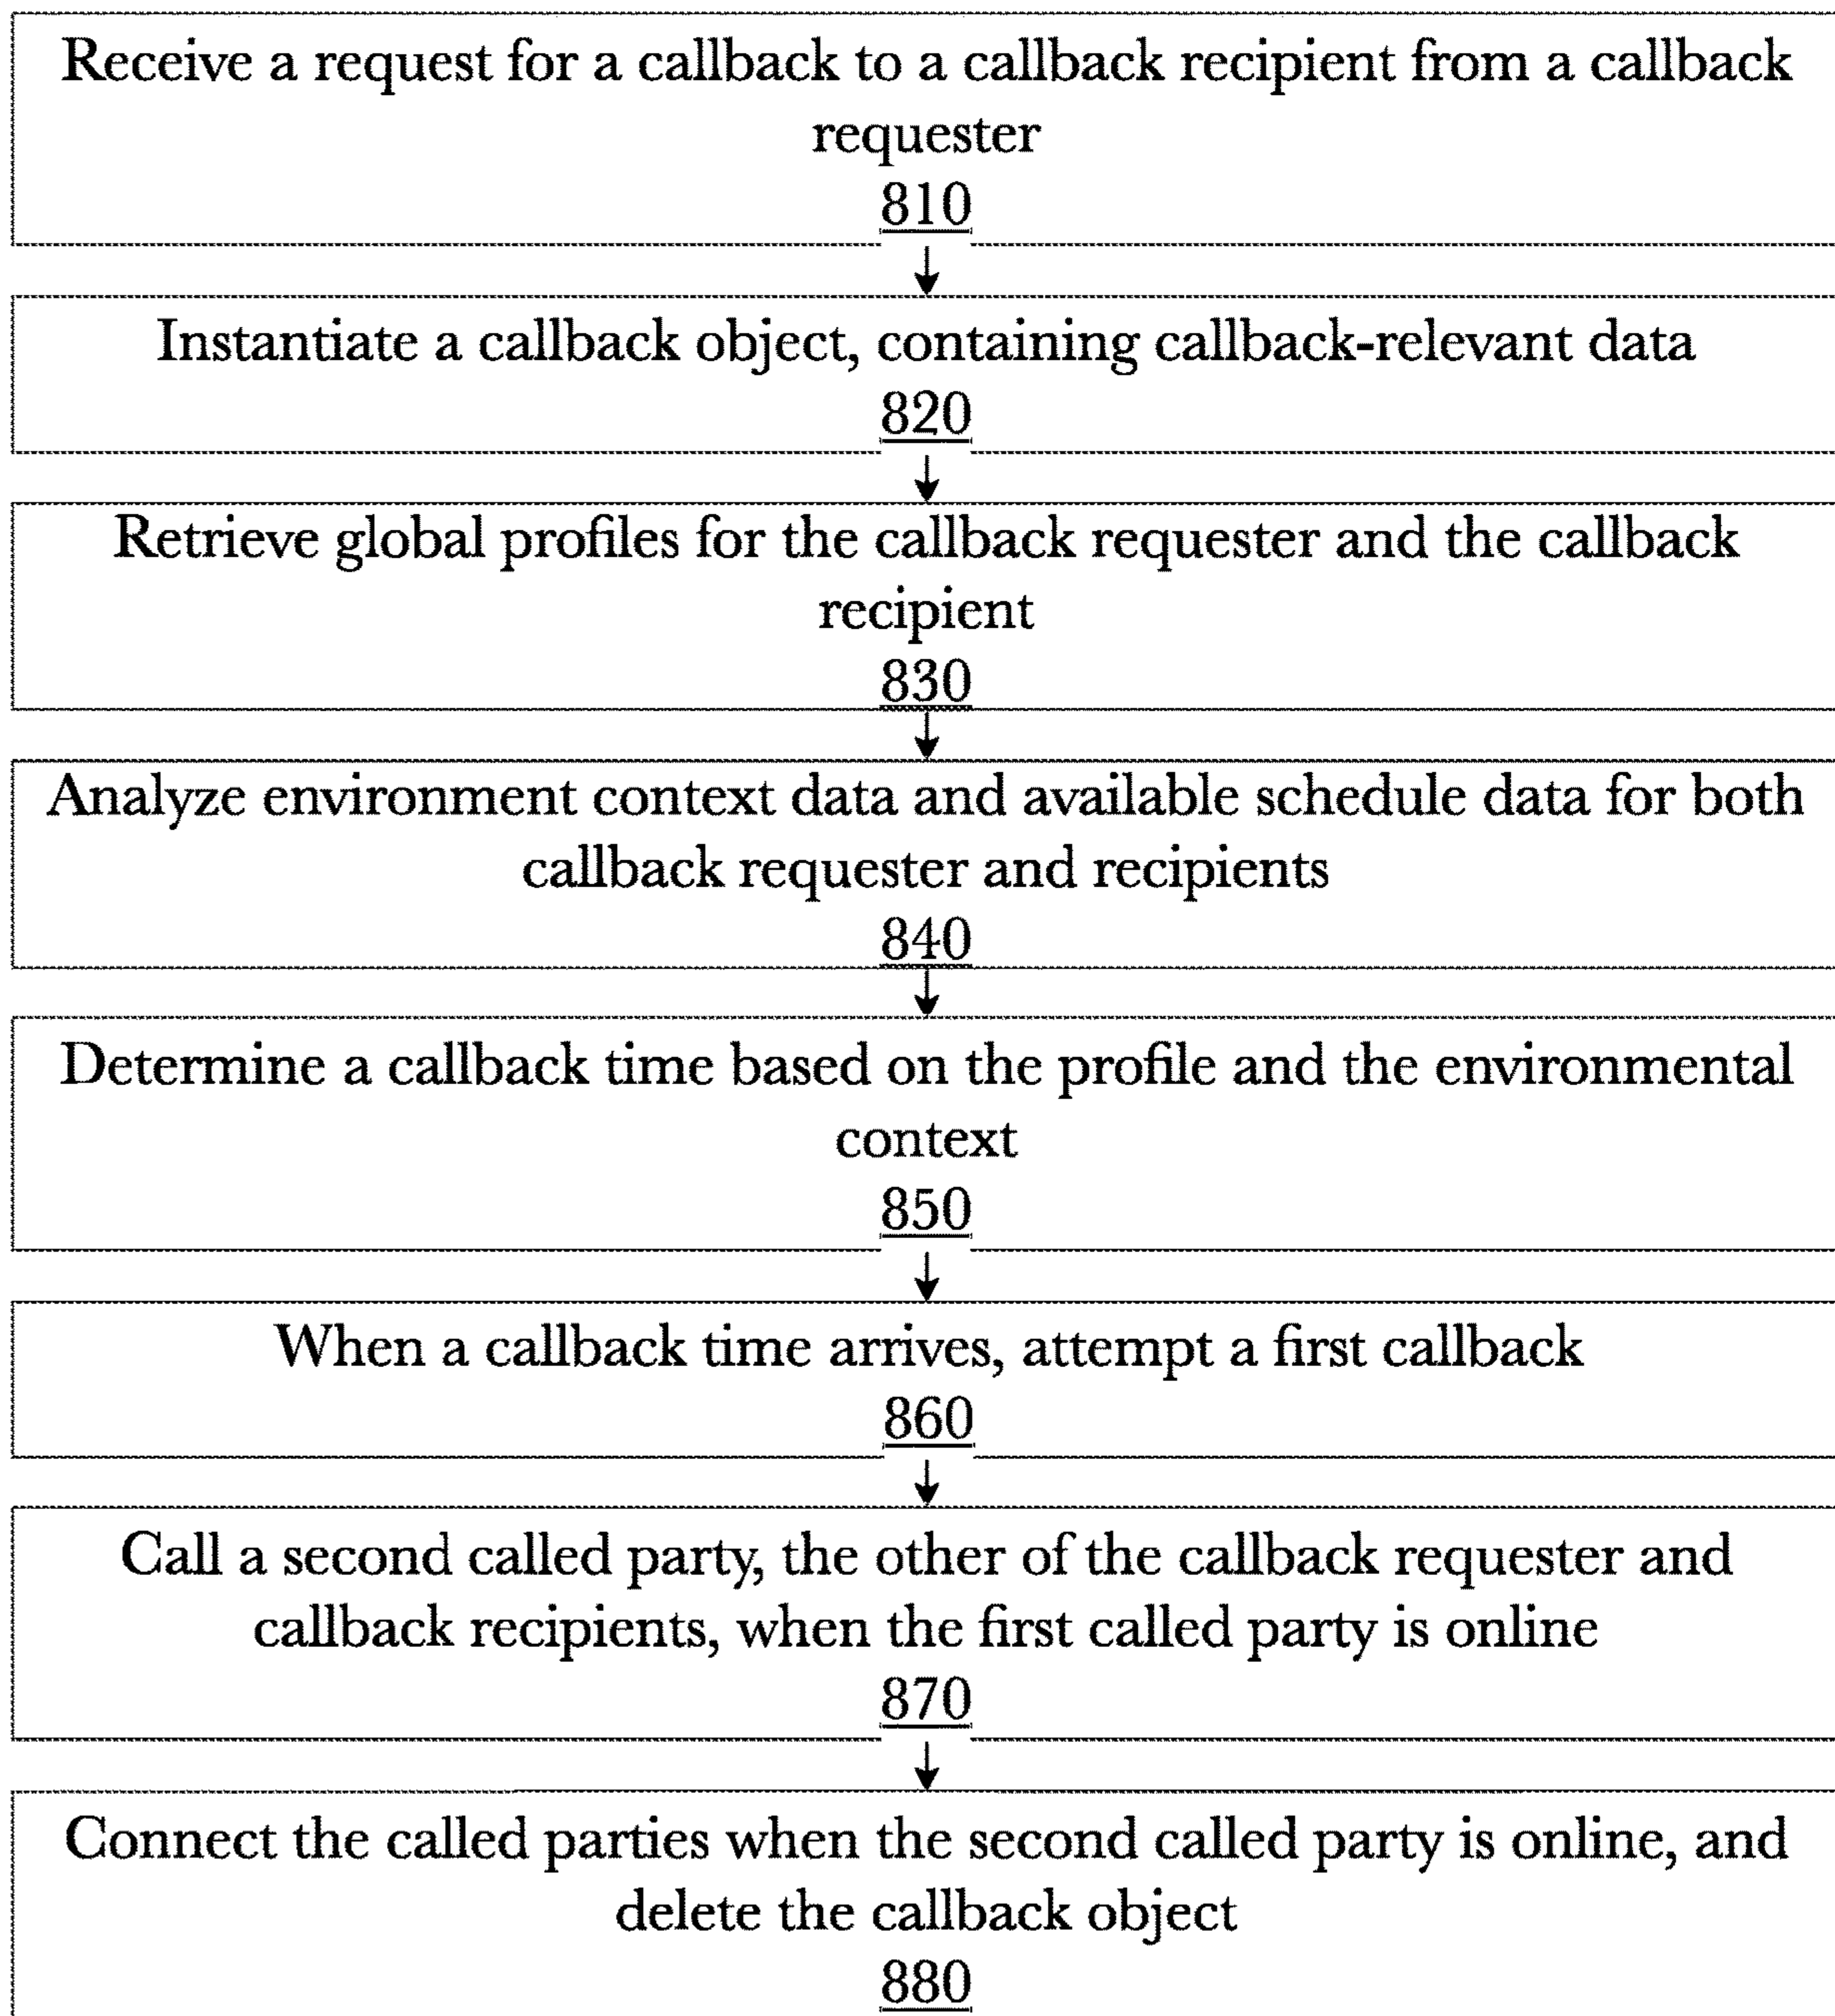 Receive a request for a callback to a callback recipient from a callback
requester
810
Instantiate a callback object, containing callback-relevant data
820
Retrieve global profiles for the callback requester and the callback
recipient
830
Analyze environment context data and available schedule data for both
callback requester and recipients
840
Determine a callback time based on the profile and the environmental
context
850
When a callback time arrives, attempt a first callback
860
Call a second called party, the other of the callback requester and
callback recipients, when the first called party is online
870
Connect the called parties when the second called party is online, and
delete the callback object
880